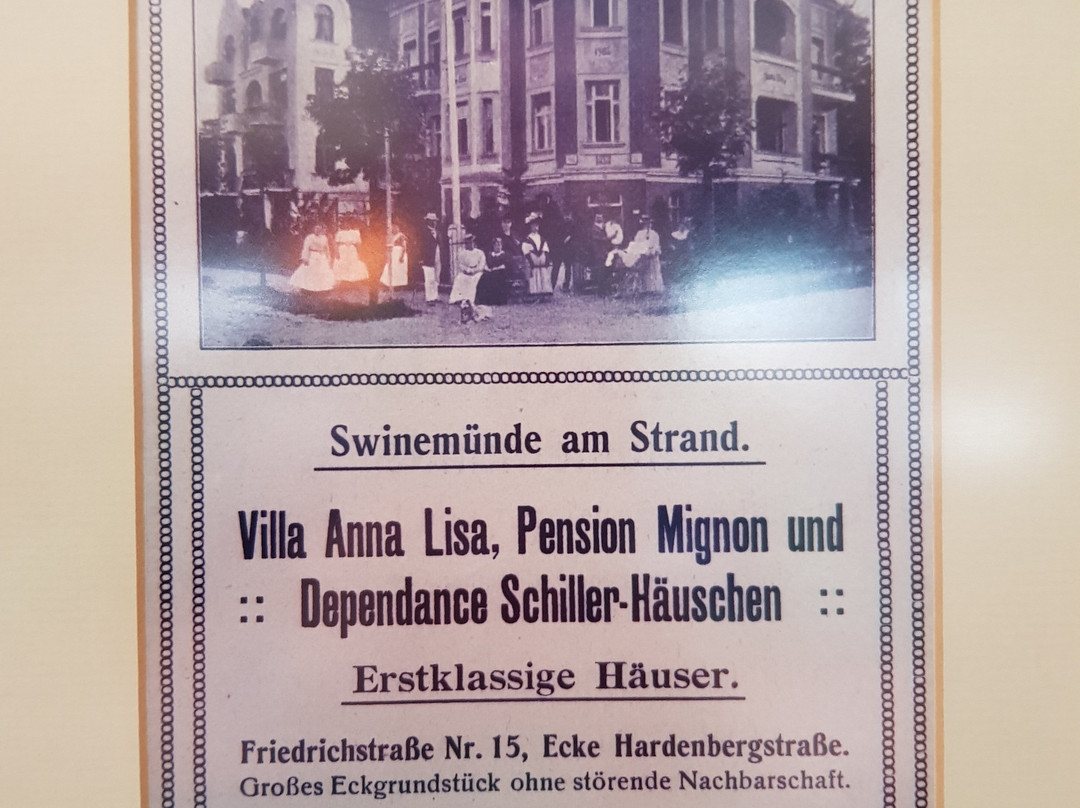 Swinemünde am Strand.
Villa Anna Lisa, Pension Mignon und
:: Dependance Schiller-Häuschen ::
Erstklassige Häuser.
Friedrichstraße Nr. 15, Ecke Hardenbergstraße.
Großes Eckgrundstück ohne störende Nachbarschaft.